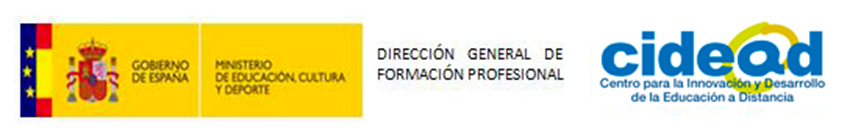 GOBIERNO
DE ESPAÑA
MINISTERIO
DE EDUCACIÓN, CULTURA
Y DEPORTE
DIRECCIÓN GENERAL DE
FORMACIÓN PROFESIONAL
cidead
Centro para la Innovación y Desarrollo
de la Educación a Distancia